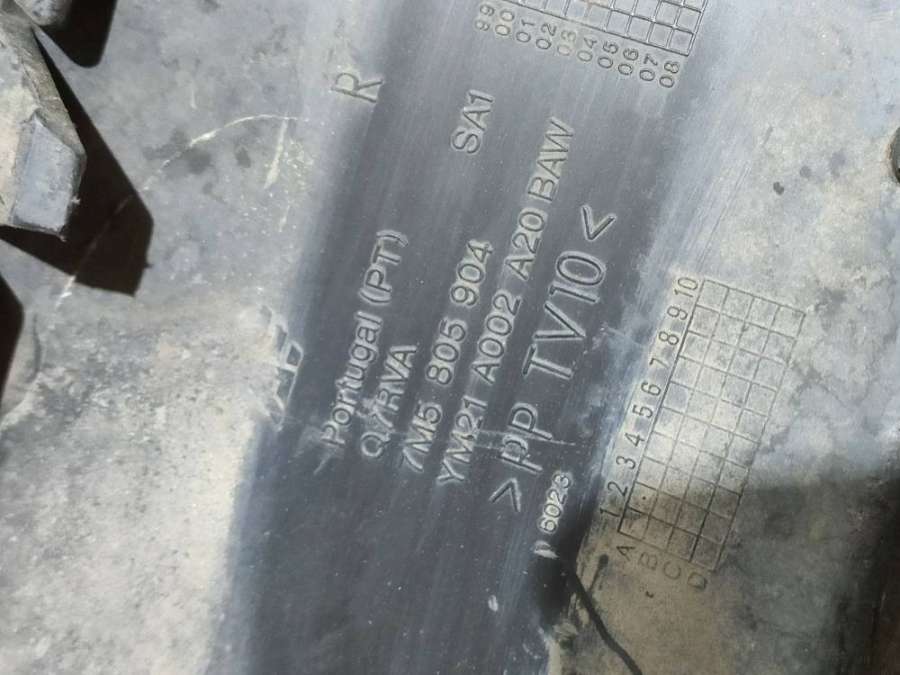 99 00 01 02 03 04 05 06 07 08
R
SA1
Portugal (PT)
Q7RVA
7M5 805 904
YM21 A002 A20 BAW
>PP TV10<
6023
1 2 3 4 5 6 7 8 9 10
A
B
C
D